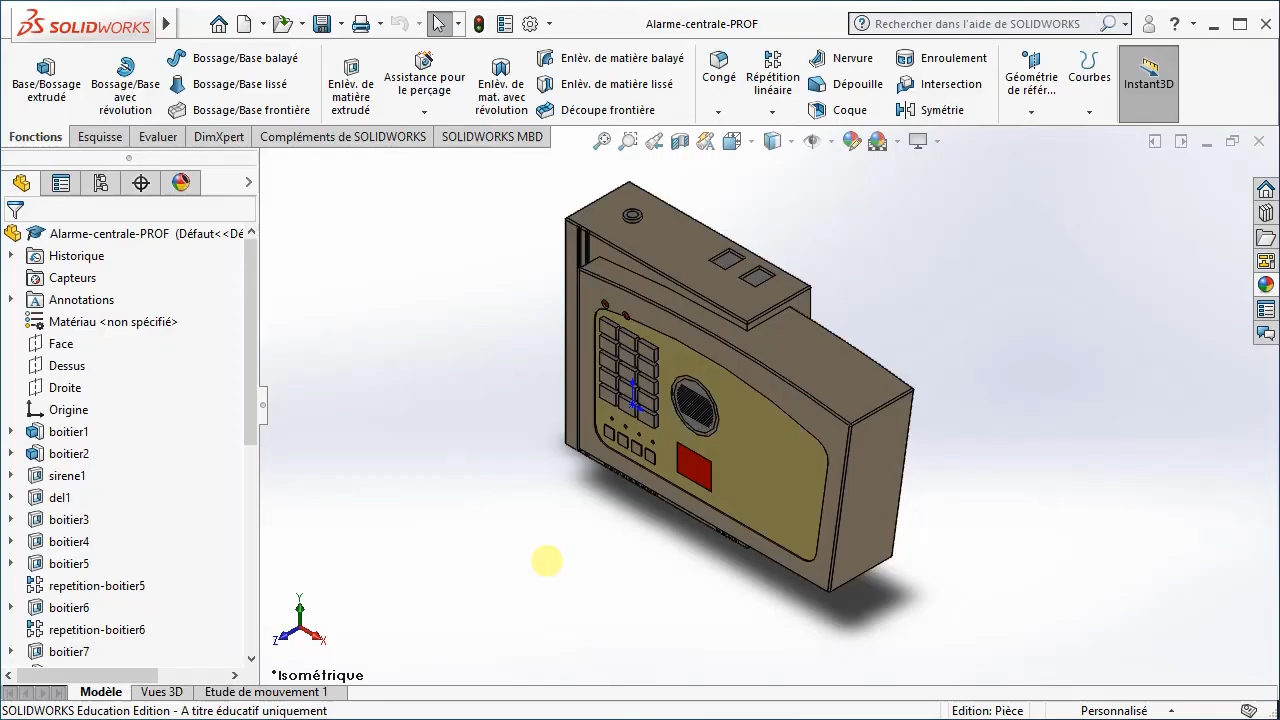 SOLIDWORKS
Alarme-centrale-PROF
Rechercher dans l'aide de SOLIDWORKS
Base/Bossage extrudé
Bossage/Base avec révolution
Bossage/Base balayé
Bossage/Base lissé
Bossage/Base frontière
Enlèv. de matière extrudé
Assistance pour le perçage
Enlèv. de mat. avec révolution
Enlèv. de matière balayé
Enlèv. de matière lissé
Découpe frontière
Congé
Répétition linéaire
Nervure
Dépouille
Coque
Enroulement
Intersection
Symétrie
Géométrie de référ...
Courbes
Instant3D
Fonctions
Esquisse
Evaluer
DimXpert
Compléments de SOLIDWORKS
SOLIDWORKS MBD
Alarme-centrale-PROF (Défaut<<Dé
Historique
Capteurs
Annotations
Matériau <non spécifié>
Face
Dessus
Droite
Origine
boitier1
boitier2
sirene1
del1
boitier3
boitier4
boitier5
repetition-boitier5
boitier6
repetition-boitier6
boitier7
Y
Z
X
*Isométrique
Modèle
Vues 3D
Etude de mouvement 1
SOLIDWORKS Education Edition - A titre éducatif uniquement
Edition: Pièce
Personnalisé